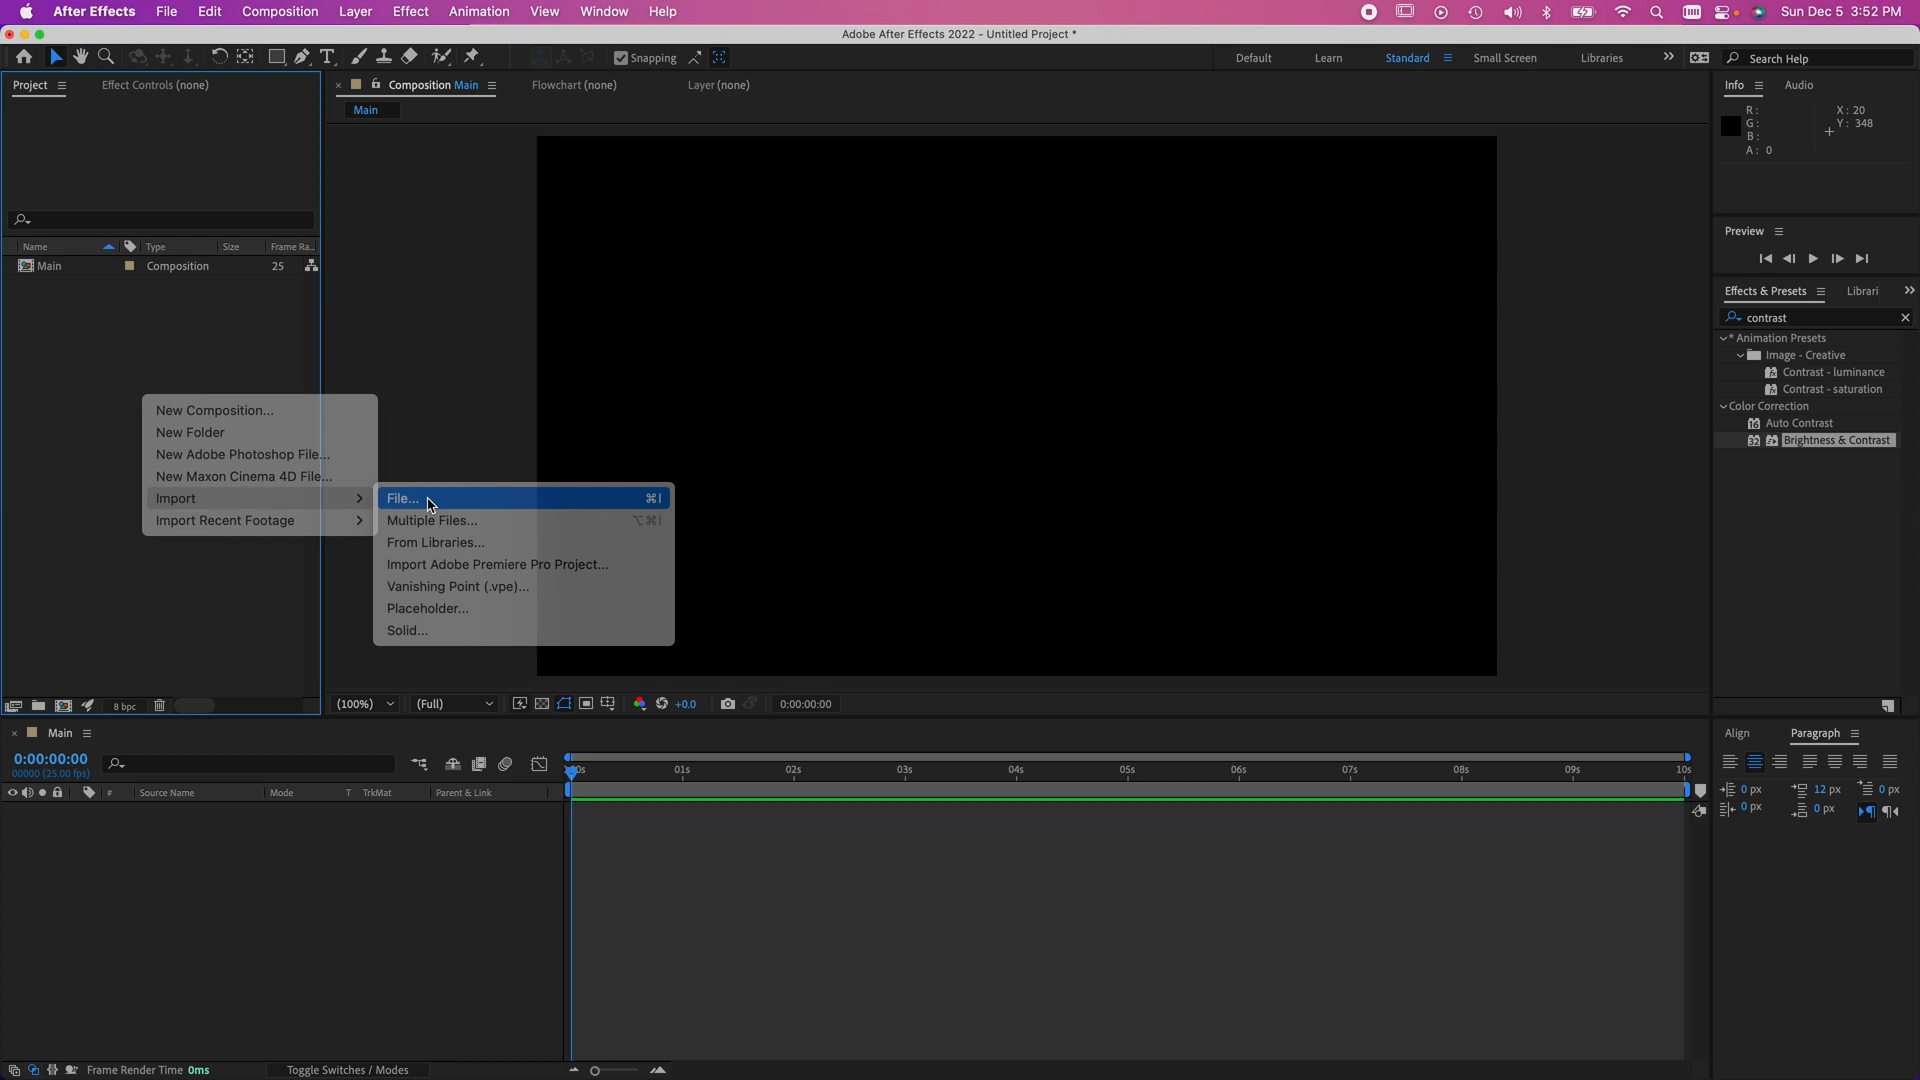 After Effects File Edit Composition Layer Effect Animation View Window Help Sun Dec 5 3:52 PM
Adobe After Effects 2022 - Untitled Project *
Snapping Default Learn Standard Small Screen Libraries Search Help
Project Effect Controls (none) Composition Main Flowchart (none) Layer (none) Info Audio
Main
R: X: 20
G: Y: 348
B:
A: 0
Preview
Name Type Size Frame Ra...
Main Composition 25
Effects & Presets Librari
contrast
* Animation Presets
Image - Creative
Contrast - luminance
Contrast - saturation
Color Correction
Auto Contrast
Brightness & Contrast
New Composition...
New Folder
New Adobe Photoshop File...
New Maxon Cinema 4D File...
Import
Import Recent Footage
File... ⌘I
Multiple Files... ⌥⌘I
From Libraries...
Import Adobe Premiere Pro Project...
Vanishing Point (.vpe)...
Placeholder...
Solid...
8 bpc (100%) (Full) +0.0 0:00:00:00
Main Align Paragraph
0:00:00:00
00000 (25.00 fps)
01s 02s 03s 04s 05s 06s 07s 08s 09s 10s
# Source Name Mode T TrkMat Parent & Link
0 px 12 px 0 px
0 px 0 px
Frame Render Time 0ms Toggle Switches / Modes